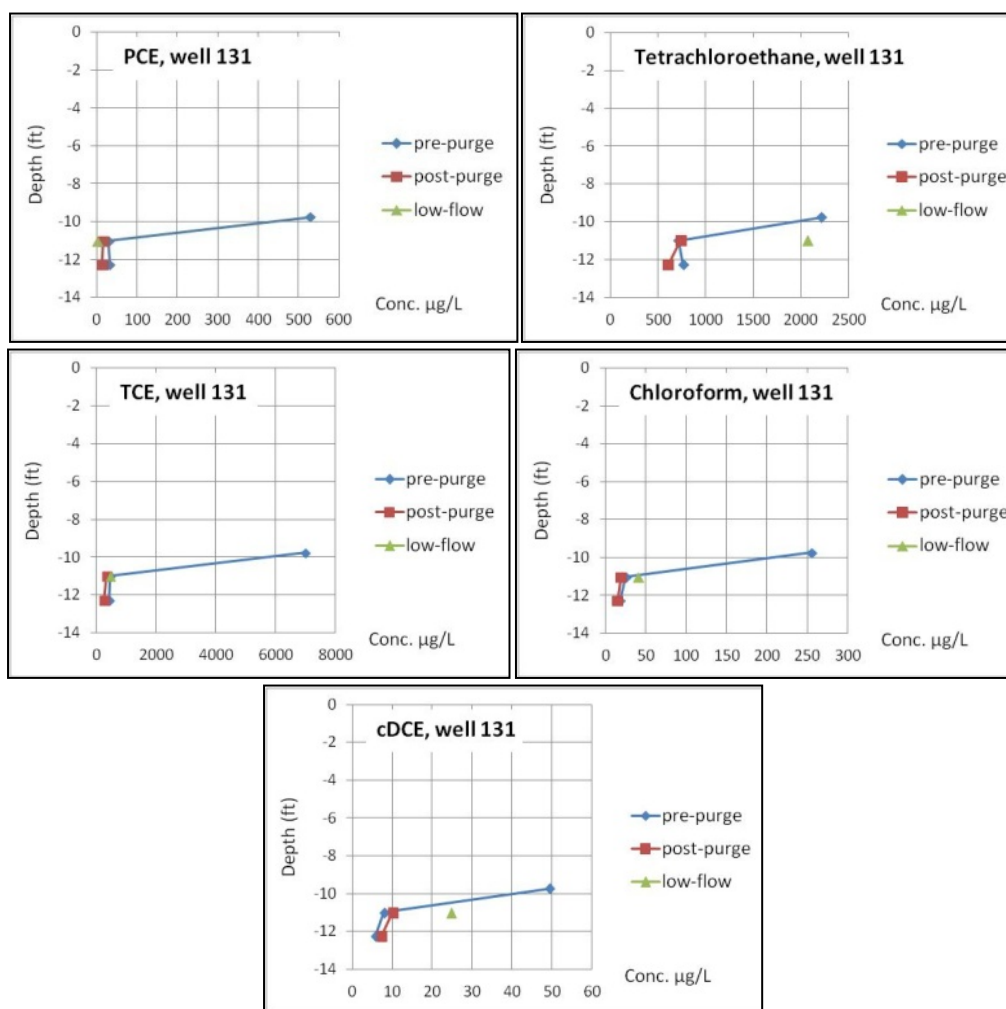 PCE, well 131
0
-2
-4
-6
-8
-10
-12
-14
Depth (ft)
0 100 200 300 400 500 600
Conc. µg/L
pre-purge
post-purge
low-flow
Tetrachloroethane, well 131
0
-2
-4
-6
-8
-10
-12
-14
Depth (ft)
0 500 1000 1500 2000 2500
Conc. µg/L
pre-purge
post-purge
low-flow
TCE, well 131
0
-2
-4
-6
-8
-10
-12
-14
Depth (ft)
0 2000 4000 6000 8000
Conc. µg/L
pre-purge
post-purge
low-flow
Chloroform, well 131
0
-2
-4
-6
-8
-10
-12
-14
Depth (ft)
0 50 100 150 200 250 300
Conc. µg/L
pre-purge
post-purge
low-flow
cDCE, well 131
0
-2
-4
-6
-8
-10
-12
-14
Depth (ft)
0 10 20 30 40 50 60
Conc. µg/L
pre-purge
post-purge
low-flow